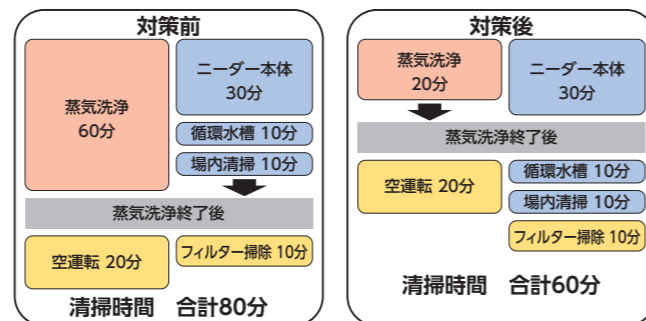 対策前
蒸気洗浄
60分
ニーダー本体
30分
循環水槽 10分
場内清掃 10分
蒸気洗浄終了後
空運転 20分
フィルター掃除 10分
清掃時間 合計80分
対策後
蒸気洗浄
20分
ニーダー本体
30分
蒸気洗浄終了後
空運転 20分
循環水槽 10分
場内清掃 10分
フィルター掃除 10分
清掃時間 合計60分